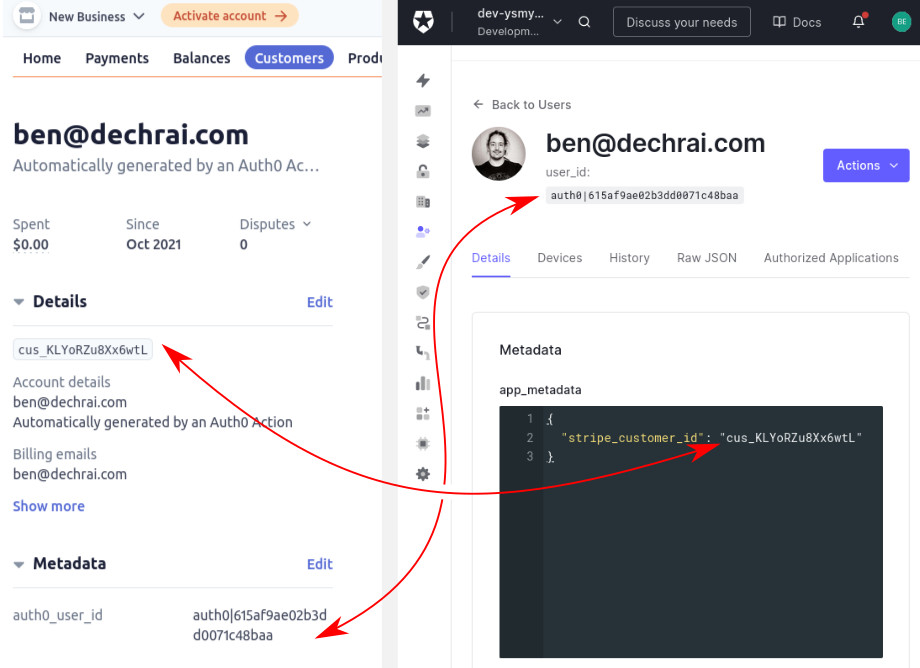 New Business
Activate account →
Home Payments Balances Customers Produ
ben@dechrai.com
Automatically generated by an Auth0 Ac...
Spent Since Disputes
$0.00 Oct 2021 0
Details Edit
cus_KLYoRZu8Xx6wtL
Account details
ben@dechrai.com
Automatically generated by an Auth0 Action
Billing emails
ben@dechrai.com
Show more
Metadata Edit
auth0_user_id auth0|615af9ae02b3d
d0071c48baa
dev-ysmy...
Developm...
Discuss your needs
Docs
BE
← Back to Users
ben@dechrai.com
user_id:
auth0|615af9ae02b3dd0071c48baa
Actions
Details Devices History Raw JSON Authorized Applications
Metadata
app_metadata
1 {
2 "stripe_customer_id": "cus_KLYoRZu8Xx6wtL"
3 }